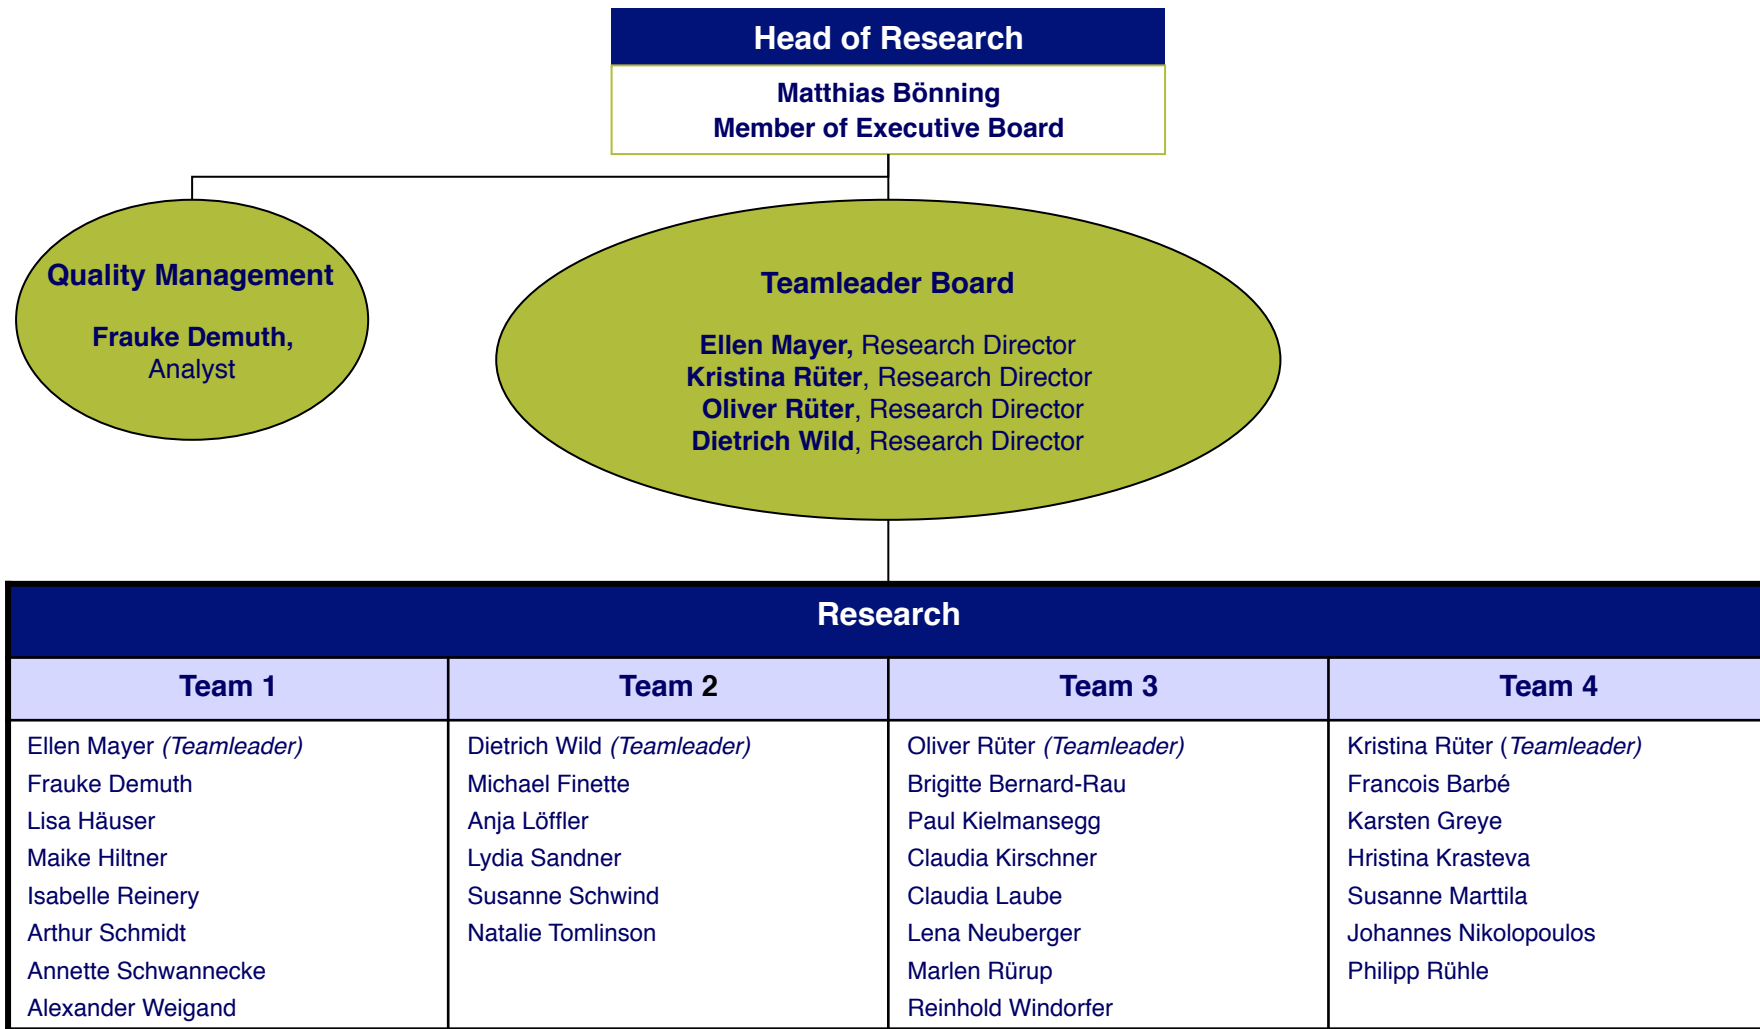 Head of Research
Matthias Bönning
Member of Executive Board
Quality Management
Frauke Demuth,
Analyst
Teamleader Board
Ellen Mayer, Research Director
Kristina Rüter, Research Director
Oliver Rüter, Research Director
Dietrich Wild, Research Director
Research
Team 1
Ellen Mayer (Teamleader)
Frauke Demuth
Lisa Häuser
Maike Hiltner
Isabelle Reinery
Arthur Schmidt
Annette Schwannecke
Alexander Weigand
Team 2
Dietrich Wild (Teamleader)
Michael Finette
Anja Löffler
Lydia Sandner
Susanne Schwind
Natalie Tomlinson
Team 3
Oliver Rüter (Teamleader)
Brigitte Bernard-Rau
Paul Kielmansegg
Claudia Kirschner
Claudia Laube
Lena Neuberger
Marlen Rürup
Reinhold Windorfer
Team 4
Kristina Rüter (Teamleader)
Francois Barbé
Karsten Greye
Hristina Krasteva
Susanne Marttila
Johannes Nikolopoulos
Philipp Rühle